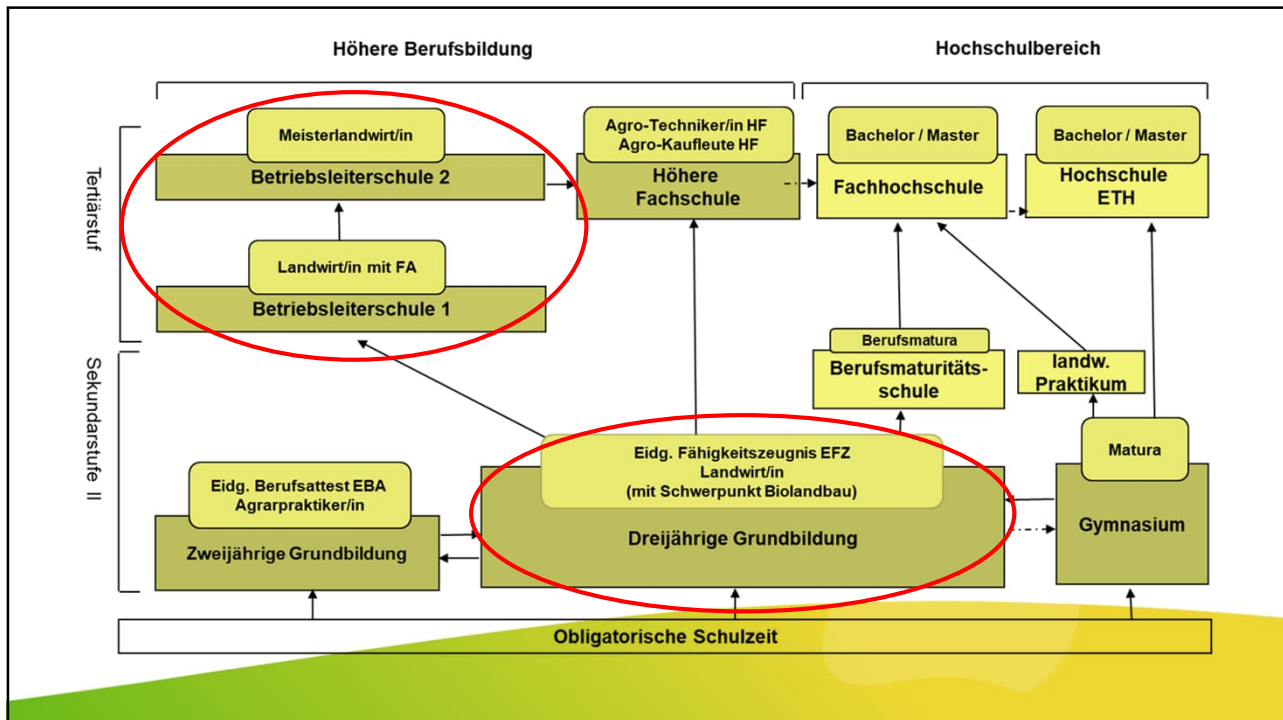 Höhere Berufsbildung
Hochschulbereich
Tertiärstuf
Meisterlandwirt/in
Betriebsleiterschule 2
Agro-Techniker/in HF
Agro-Kaufleute HF
Höhere
Fachschule
Bachelor / Master
Fachhochschule
Bachelor / Master
Hochschule
ETH
Landwirt/in mit FA
Betriebsleiterschule 1
Sekundarstufe II
Berufsmatura
Berufsmaturitäts-
schule
landw.
Praktikum
Eidg. Berufsattest EBA
Agrarpraktiker/in
Zweijährige Grundbildung
Eidg. Fähigkeitszeugnis EFZ
Landwirt/in
(mit Schwerpunkt Biolandbau)
Dreijährige Grundbildung
Matura
Gymnasium
Obligatorische Schulzeit